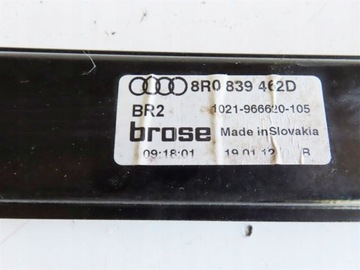 8R0 839 462D
BR2 1021-966620-105
brose Made in Slovakia
09:18:01 19.01.12 R